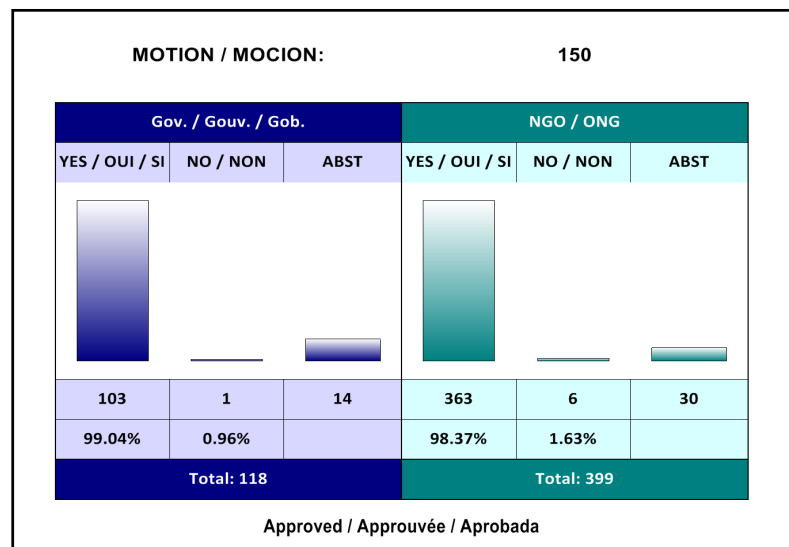 MOTION / MOCION: 150
Gov. / Gouv. / Gob. NGO / ONG
YES / OUI / SI NO / NON ABST YES / OUI / SI NO / NON ABST
103 1 14 363 6 30
99.04% 0.96% 98.37% 1.63%
Total: 118 Total: 399
Approved / Approuvée / Aprobada